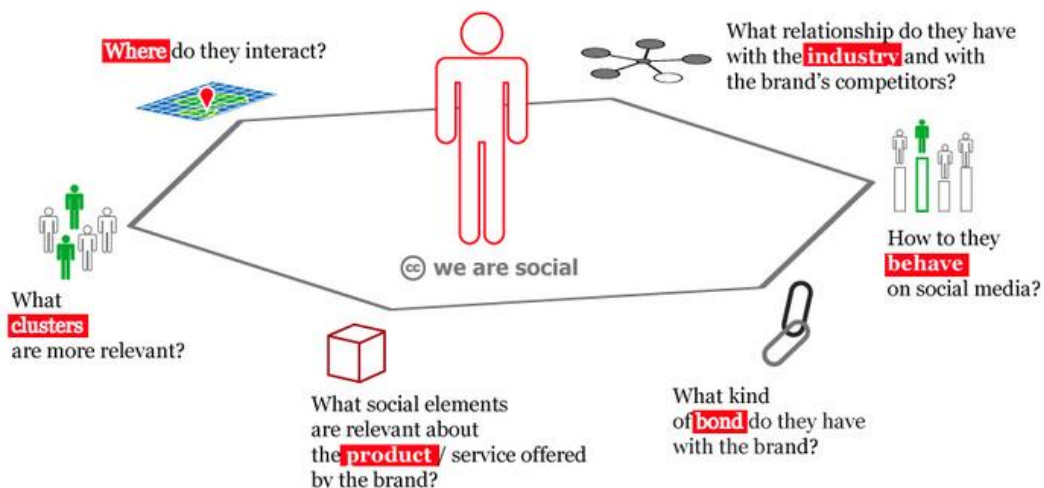 Where do they interact?
What relationship do they have
with the industry and with
the brand's competitors?
How to they
behave
on social media?
What kind
of bond do they have
with the brand?
What social elements
are relevant about
the product / service offered
by the brand?
What
clusters
are more relevant?
cc we are social